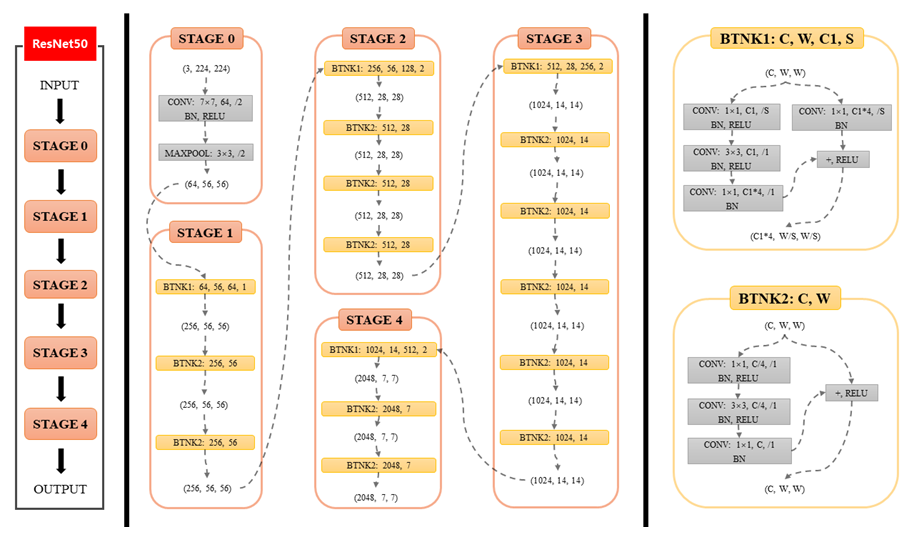 ResNet50
INPUT
STAGE 0
STAGE 1
STAGE 2
STAGE 3
STAGE 4
OUTPUT
STAGE 0
(3, 224, 224)
CONV: 7×7, 64, /2
BN, RELU
MAXPOOL: 3×3, /2
(64, 56, 56)
STAGE 1
BTNK1: 64, 56, 64, 1
(256, 56, 56)
BTNK2: 256, 56
(256, 56, 56)
BTNK2: 256, 56
(256, 56, 56)
STAGE 2
BTNK1: 256, 56, 128, 2
(512, 28, 28)
BTNK2: 512, 28
(512, 28, 28)
BTNK2: 512, 28
(512, 28, 28)
BTNK2: 512, 28
(512, 28, 28)
STAGE 3
BTNK1: 512, 28, 256, 2
(1024, 14, 14)
BTNK2: 1024, 14
(1024, 14, 14)
BTNK2: 1024, 14
(1024, 14, 14)
BTNK2: 1024, 14
(1024, 14, 14)
BTNK2: 1024, 14
(1024, 14, 14)
BTNK2: 1024, 14
(1024, 14, 14)
STAGE 4
BTNK1: 1024, 14, 512, 2
(2048, 7, 7)
BTNK2: 2048, 7
(2048, 7, 7)
BTNK2: 2048, 7
(2048, 7, 7)
BTNK1: C, W, C1, S
(C, W, W)
CONV: 1×1, C1, /S
BN, RELU
CONV: 3×3, C1, /1
BN, RELU
CONV: 1×1, C1*4, /1
BN
CONV: 1×1, C1*4, /S
BN
+, RELU
(C1*4, W/S, W/S)
BTNK2: C, W
(C, W, W)
CONV: 1×1, C/4, /1
BN, RELU
CONV: 3×3, C/4, /1
BN, RELU
CONV: 1×1, C, /1
BN
+, RELU
(C, W, W)